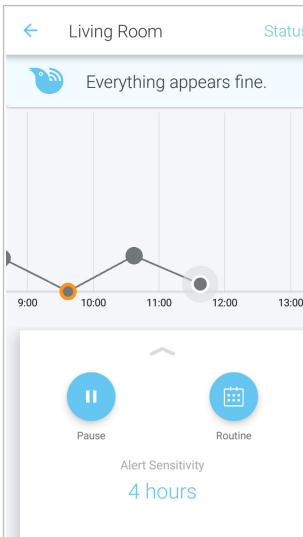 Living Room Status
Everything appears fine.
9:00 10:00 11:00 12:00 13:00
Pause Routine
Alert Sensitivity
4 hours